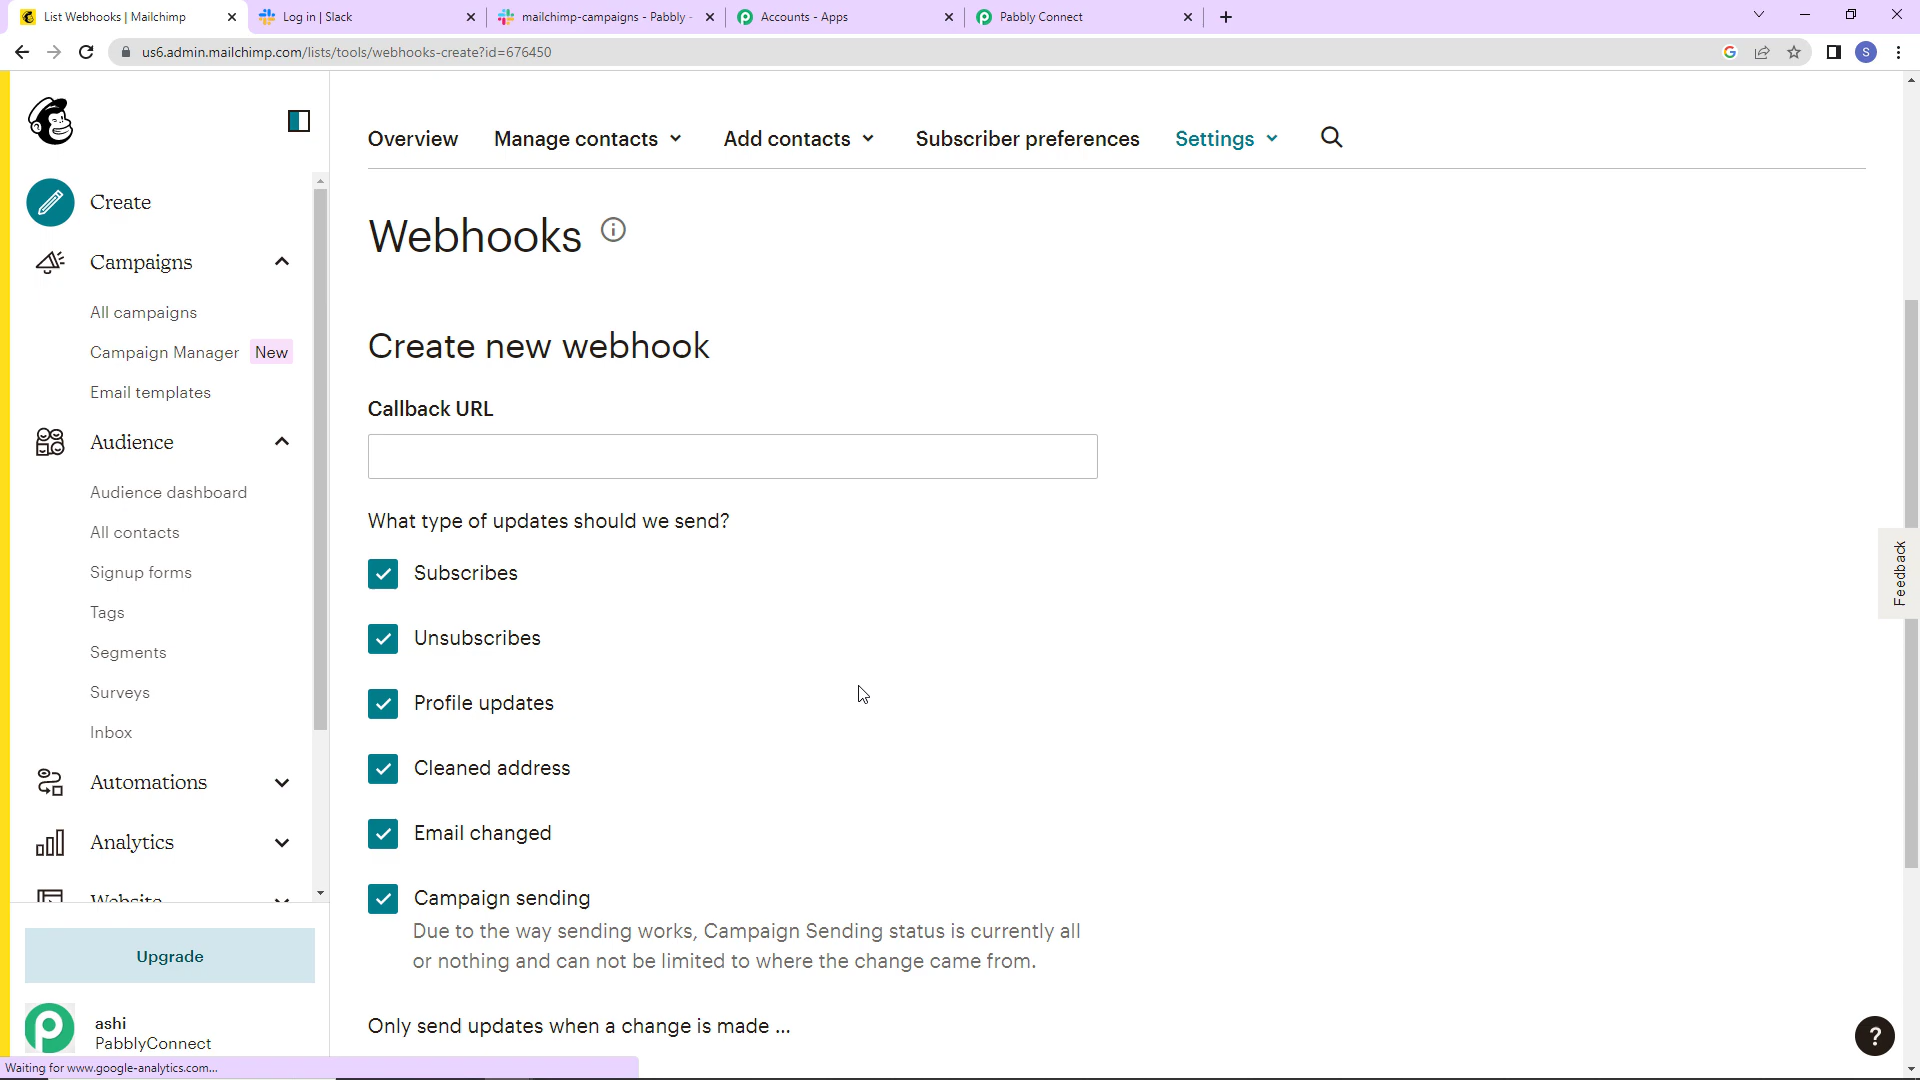 List Webhooks | Mailchimp
Log in | Slack
mailchimp-campaigns - Pabbly -
Accounts - Apps
Pabbly Connect
us6.admin.mailchimp.com/lists/tools/webhooks-create?id=676450
S
Overview
Manage contacts
Add contacts
Subscriber preferences
Settings
Create
Campaigns
All campaigns
Campaign Manager New
Email templates
Audience
Audience dashboard
All contacts
Signup forms
Tags
Segments
Surveys
Inbox
Automations
Analytics
Website
Upgrade
ashi
PabblyConnect
Webhooks
Create new webhook
Callback URL
What type of updates should we send?
Subscribes
Unsubscribes
Profile updates
Cleaned address
Email changed
Campaign sending
Due to the way sending works, Campaign Sending status is currently all
or nothing and can not be limited to where the change came from.
Only send updates when a change is made ...
Feedback
?
Waiting for www.google-analytics.com...